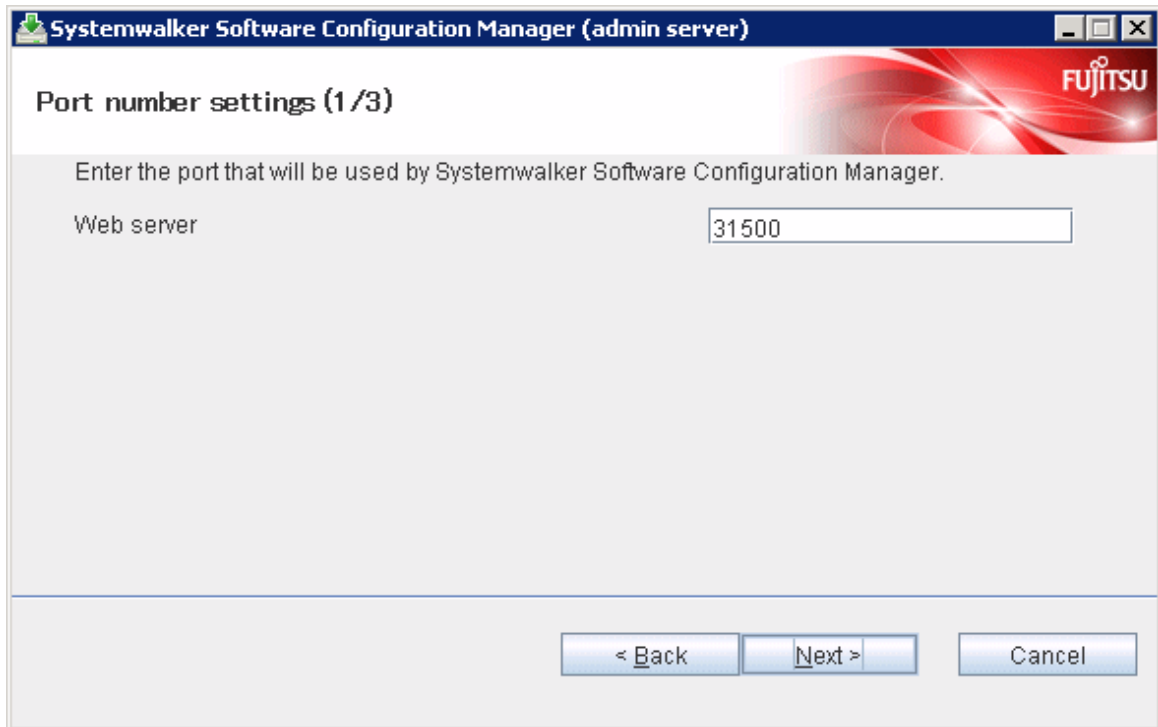 Systemwalker Software Configuration Manager (admin server)
Port number settings (1/3)
FUJITSU
Enter the port that will be used by Systemwalker Software Configuration Manager.
Web server
31500
< Back
Next >
Cancel